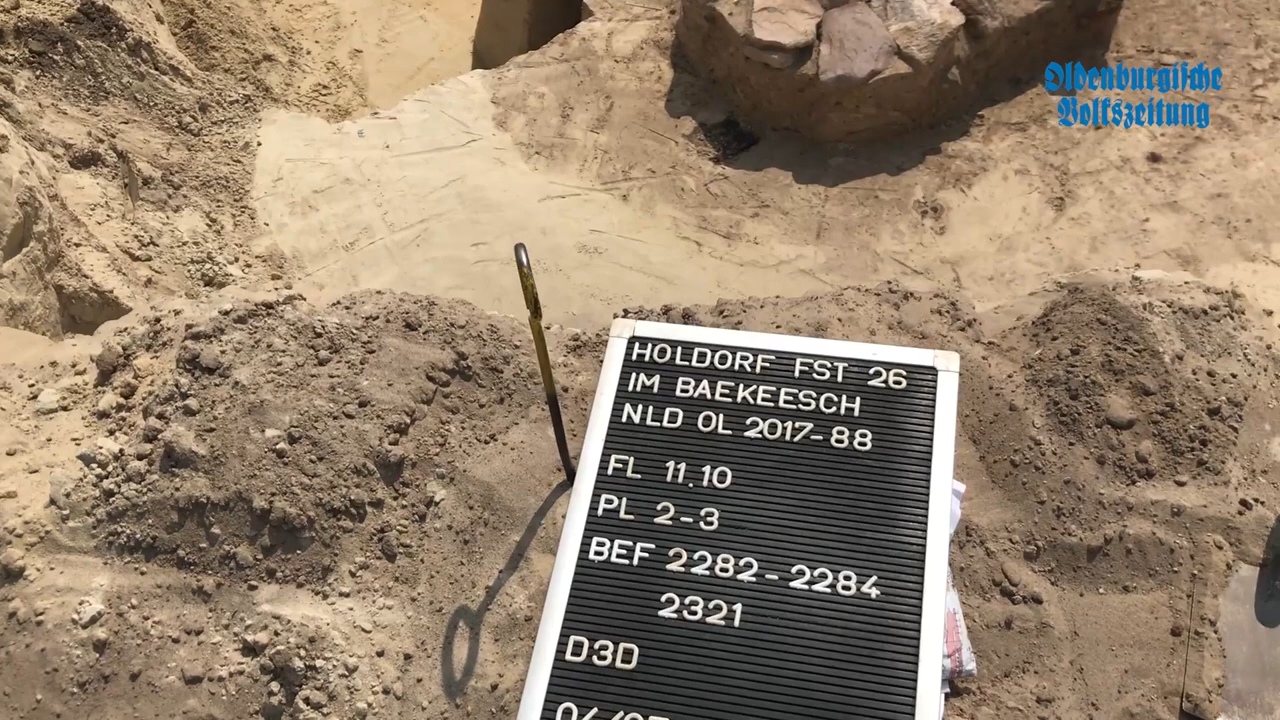 Oldenburgische
Volkszeitung
HOLDORF FST 26
IM BAEKEESCH
NLD OL 2017-88
FL 11.10
PL 2-3
BEF 2282-2284
2321
D3D